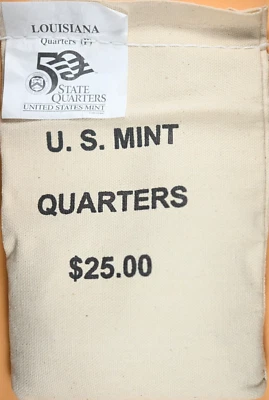 LOUISIANA
Quarters (P)
50
STATE
QUARTERS
UNITED STATES MINT
U. S. MINT
QUARTERS
$25.00